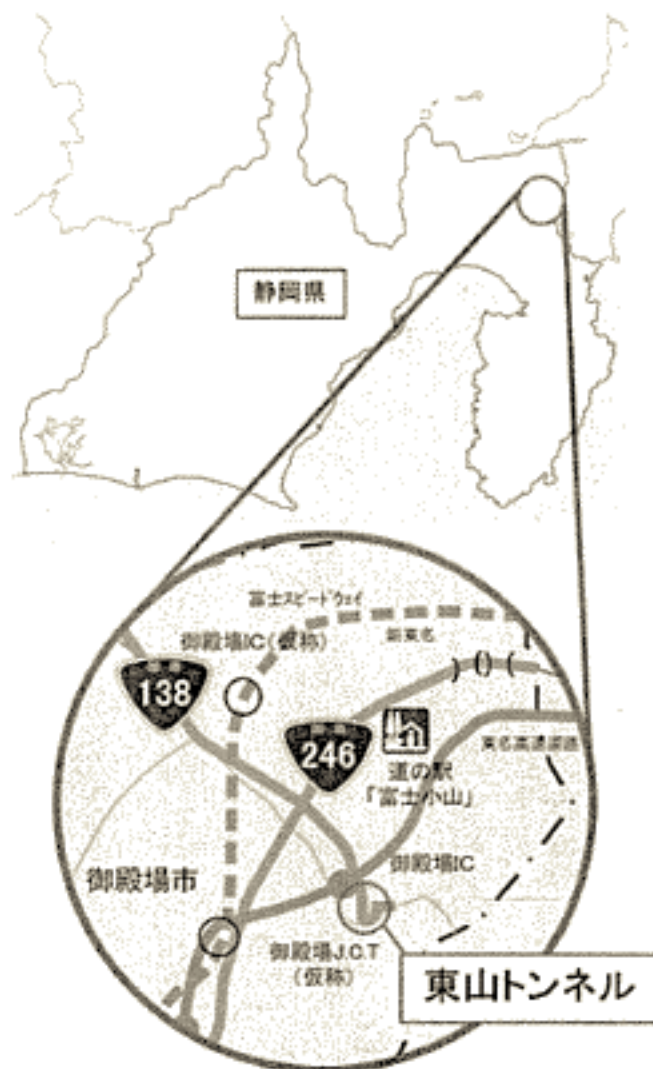 静岡県
富士スピードウェイ
御殿場IC(仮称)
新東名
138
246
道の駅
「富士小山」
東名高速道路
御殿場市
御殿場IC
御殿場J.C.T
(仮称)
東山トンネル